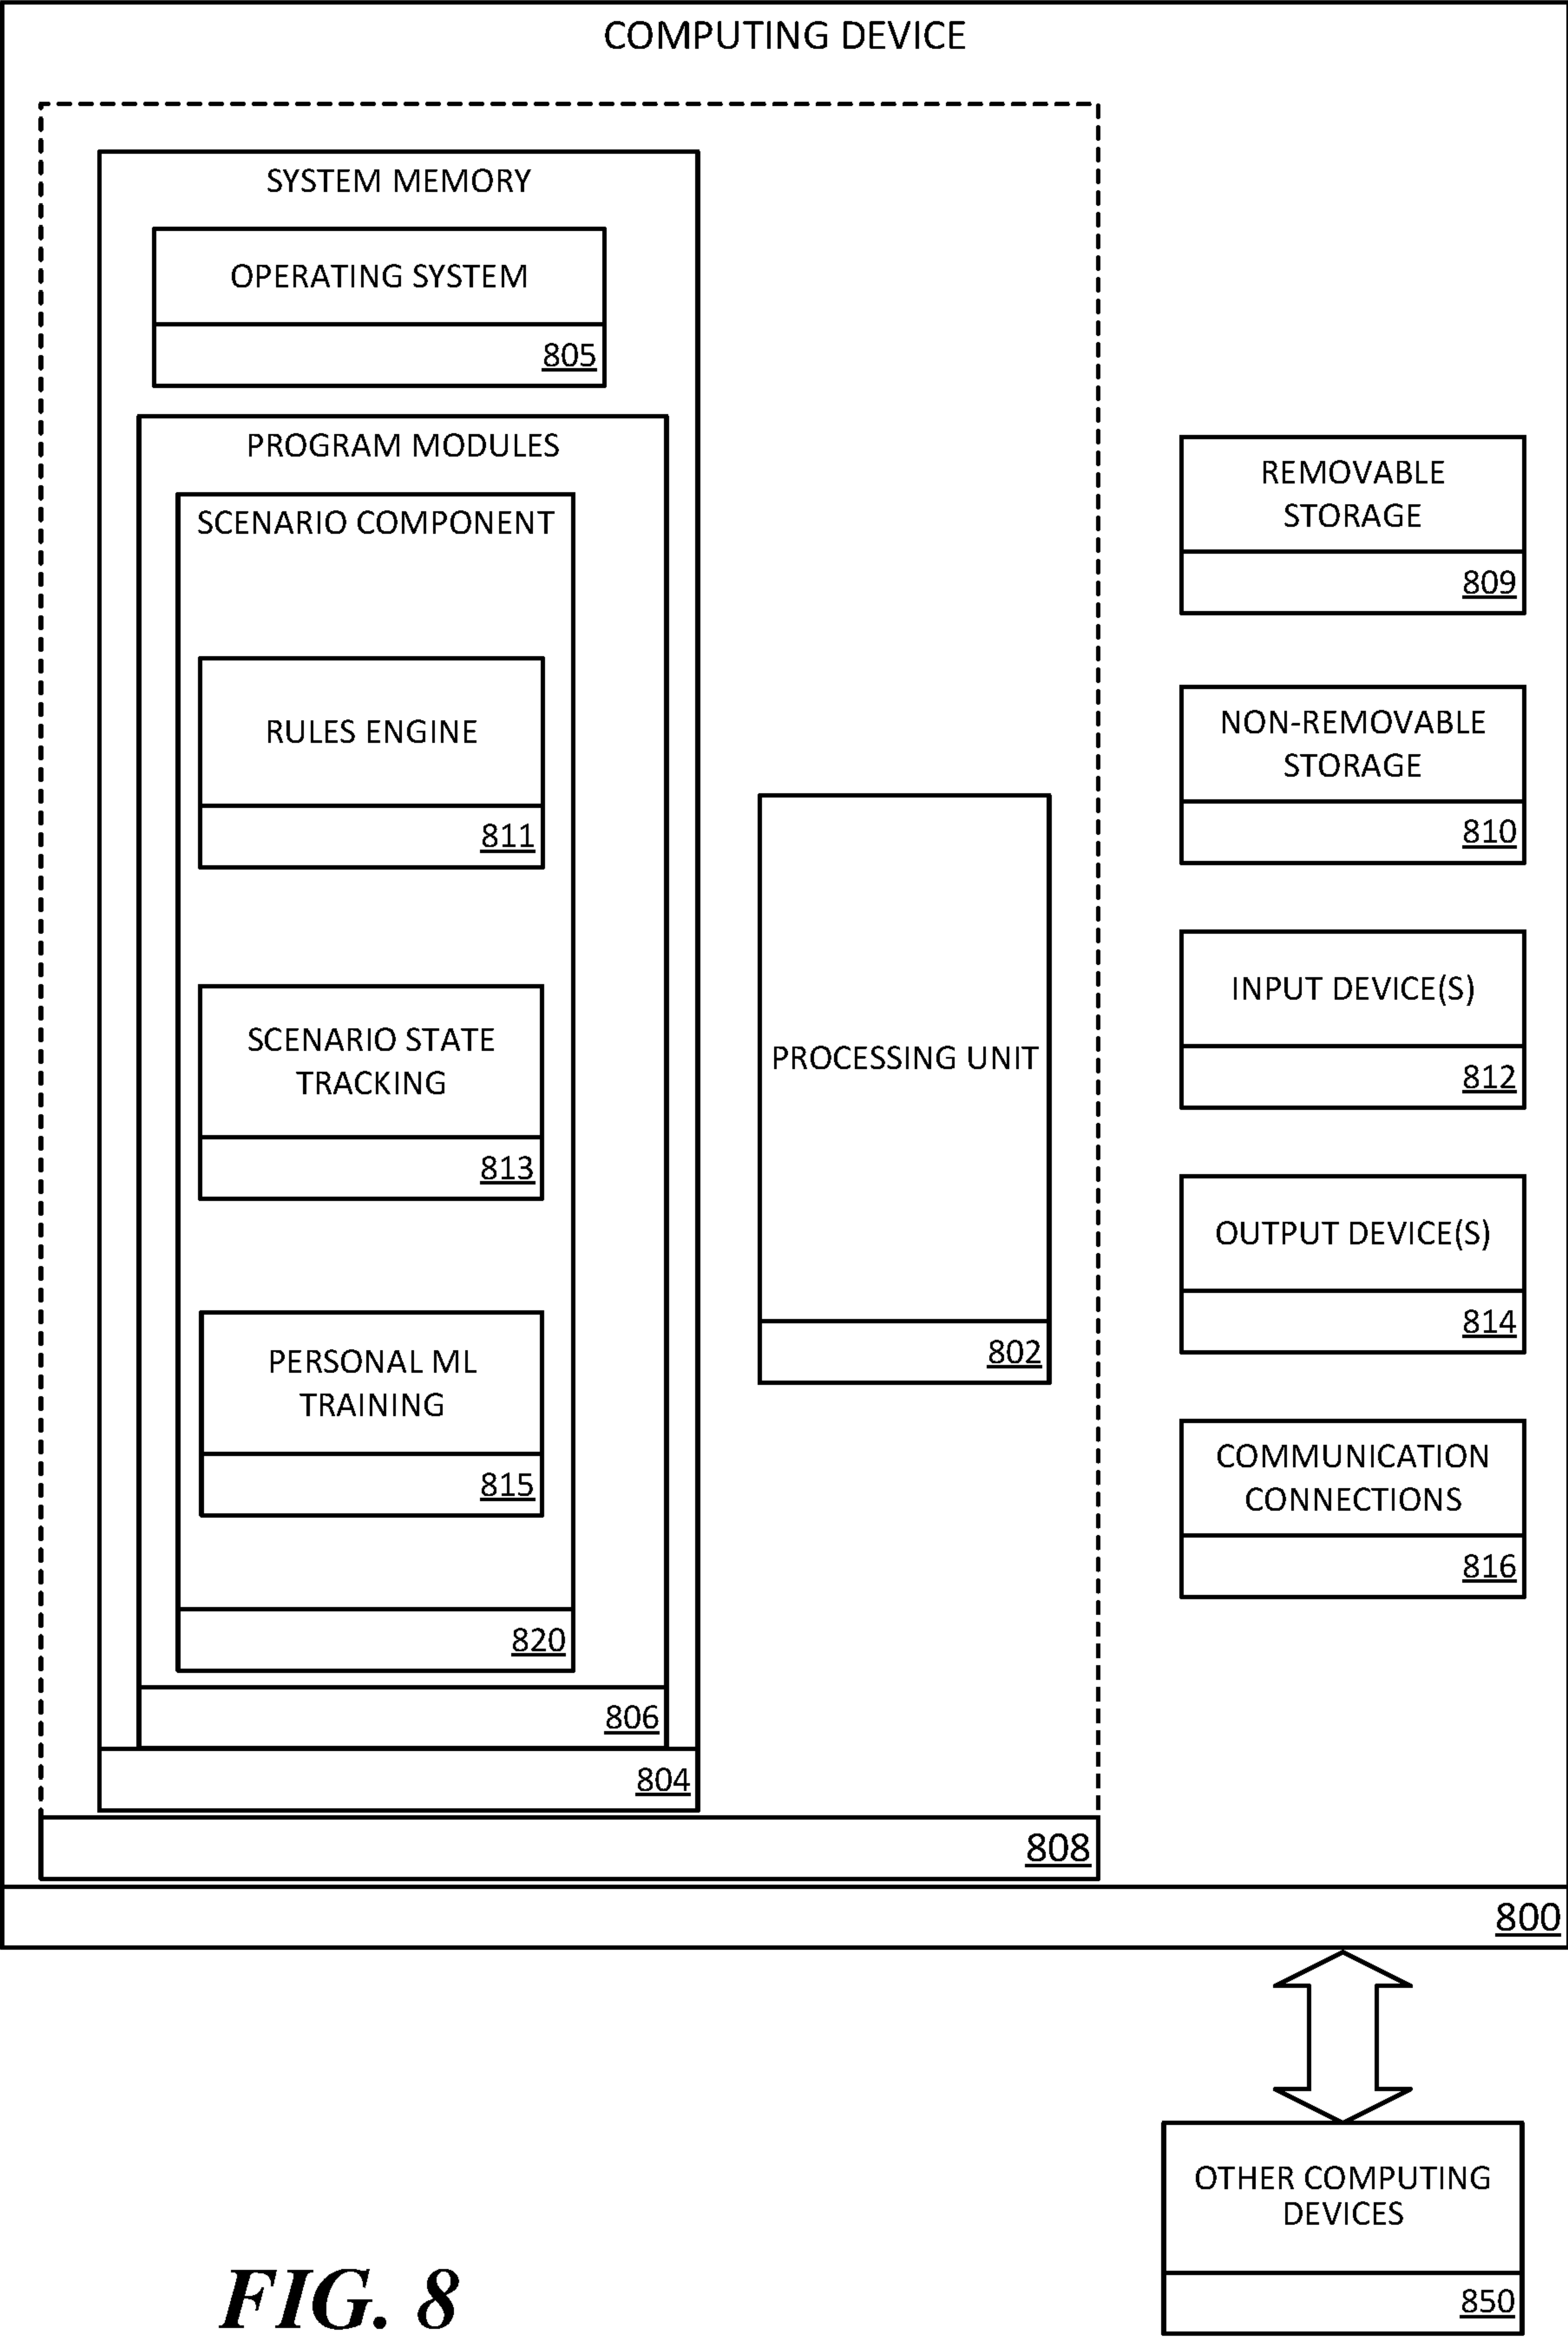 COMPUTING DEVICE
SYSTEM MEMORY
OPERATING SYSTEM
805
PROGRAM MODULES
SCENARIO COMPONENT
RULES ENGINE
811
SCENARIO STATE
TRACKING
813
PERSONAL ML
TRAINING
815
820
806
804
PROCESSING UNIT
802
808
REMOVABLE
STORAGE
809
NON-REMOVABLE
STORAGE
810
INPUT DEVICE(S)
812
OUTPUT DEVICE(S)
814
COMMUNICATION
CONNECTIONS
816
800
OTHER COMPUTING
DEVICES
850
FIG. 8